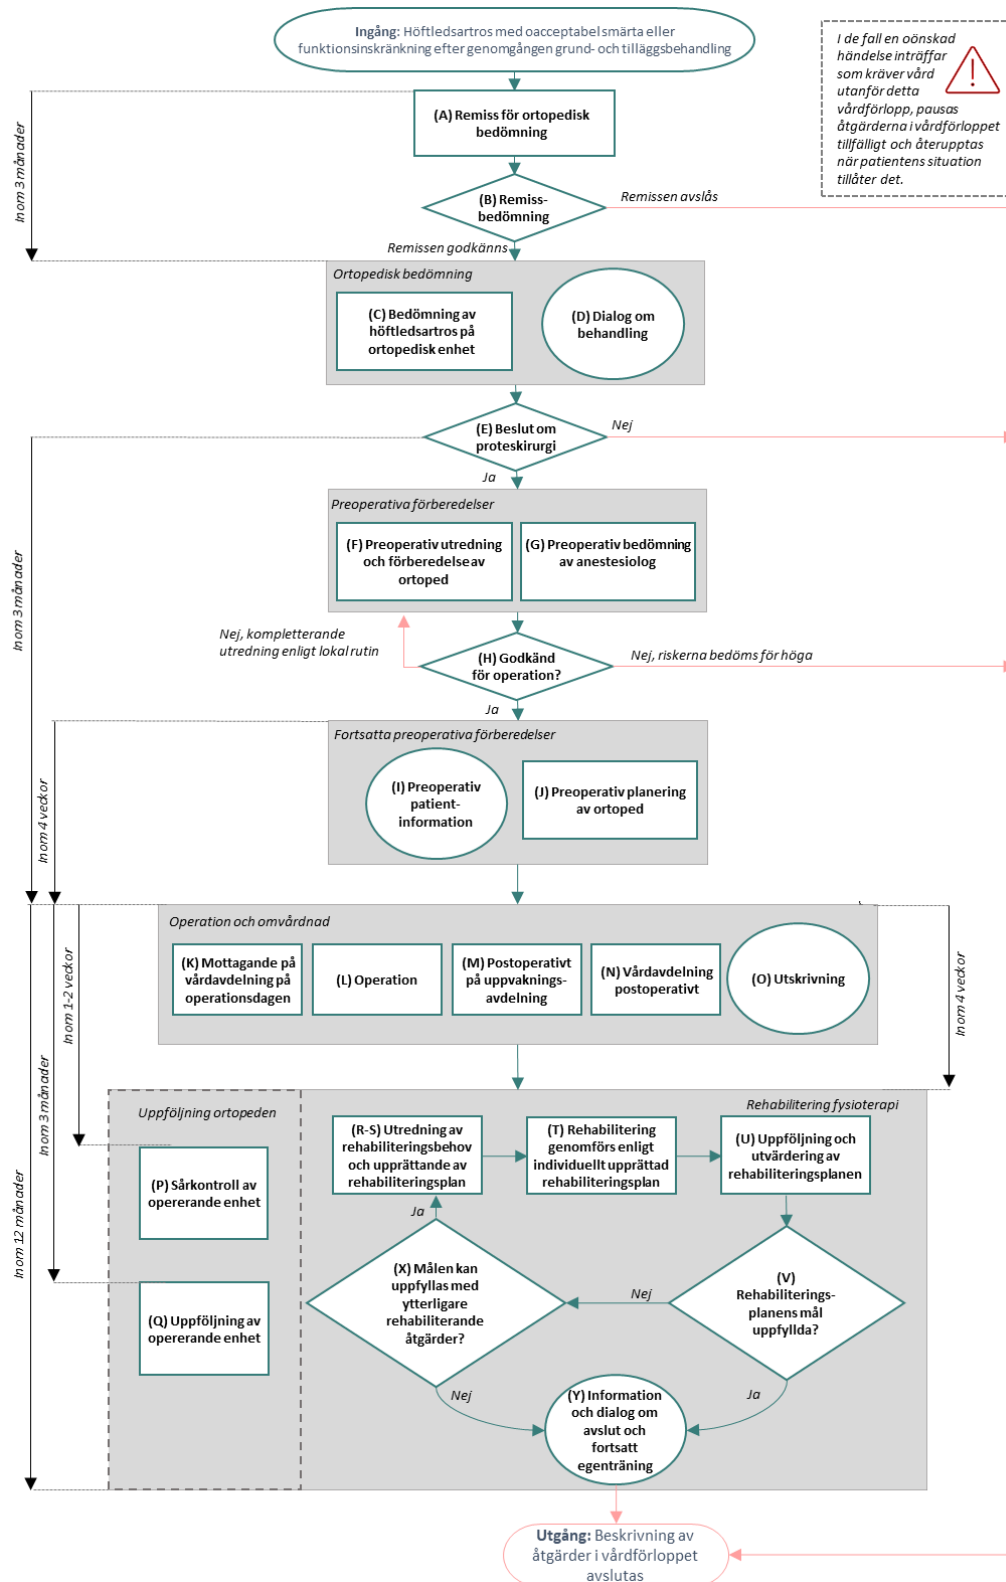 Ingång: Höftledsartros med oacceptabel smärta eller
funktionsinskränkning efter genomgången grund- och tilläggsbehandling
I de fall en oönskad
händelse inträffar
som kräver vård
utanför detta
vårdförlopp, pausas
åtgärderna i vårdförloppet
tillfälligt och återupptas
när patientens situation
tillåter det.
Inom 3 månader
(A) Remiss för ortopedisk
bedömning
(B) Remiss-
bedömning
Remissen avslås
Remissen godkänns
Ortopedisk bedömning
(C) Bedömning av
höftledsartros på
ortopedisk enhet
(D) Dialog om
behandling
(E) Beslut om
proteskirurgi
Nej
Ja
Inom 3 månader
Preoperativa förberedelser
(F) Preoperativ utredning
och förberedelse av
ortoped
(G) Preoperativ bedömning
av anestesiolog
Nej, kompletterande
utredning enligt lokal rutin
(H) Godkänd
för operation?
Nej, riskerna bedöms för höga
Ja
Inom 4 veckor
Fortsatta preoperativa förberedelser
(I) Preoperativ
patient-
information
(J) Preoperativ planering
av ortoped
Operation och omvårdnad
(K) Mottagande på
vårdavdelning på
operationsdagen
(L) Operation
(M) Postoperativt
på uppvaknings-
avdelning
(N) Vårdavdelning
postoperativt
(O) Utskrivning
Inom 1-2 veckor
Inom 3 månader
Inom 12 månader
Inom 4 veckor
Uppföljning ortopeden
(P) Sårkontroll av
opererande enhet
(Q) Uppföljning av
opererande enhet
Rehabilitering fysioterapi
(R-S) Utredning av
rehabiliteringsbehov
och upprättande av
rehabiliteringsplan
(T) Rehabilitering
genomförs enligt
individuellt upprättad
rehabiliteringsplan
(U) Uppföljning och
utvärdering av
rehabiliteringsplanen
Ja
(X) Målen kan
uppfyllas med
ytterligare
rehabiliterande
åtgärder?
Nej
(V)
Rehabiliterings-
planens mål
uppfyllda?
Nej
Ja
(Y) Information
och dialog om
avslut och
fortsatt
egenträning
Utgång: Beskrivning av
åtgärder i vårdförloppet
avslutas